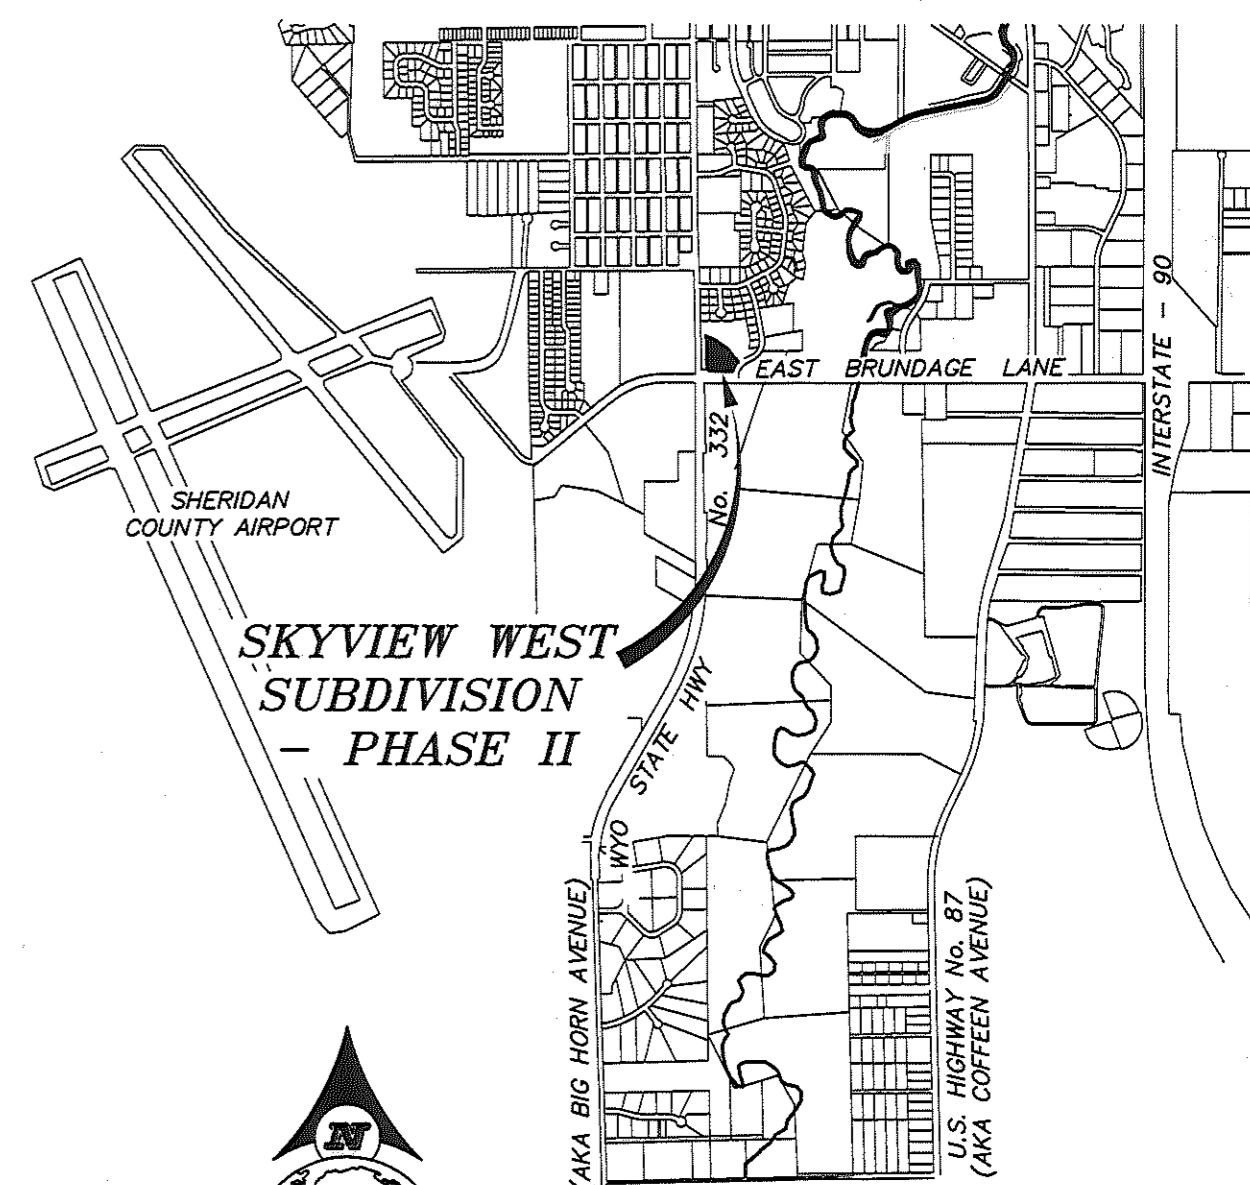 EAST BRUNDAGE LANE
INTERSTATE - 90
SHERIDAN
COUNTY AIRPORT
SKYVIEW WEST
SUBDIVISION
- PHASE II
WYO STATE HWY No. 332
(AKA BIG HORN AVENUE)
U.S. HIGHWAY No. 87
(AKA COFFEEN AVENUE)
N